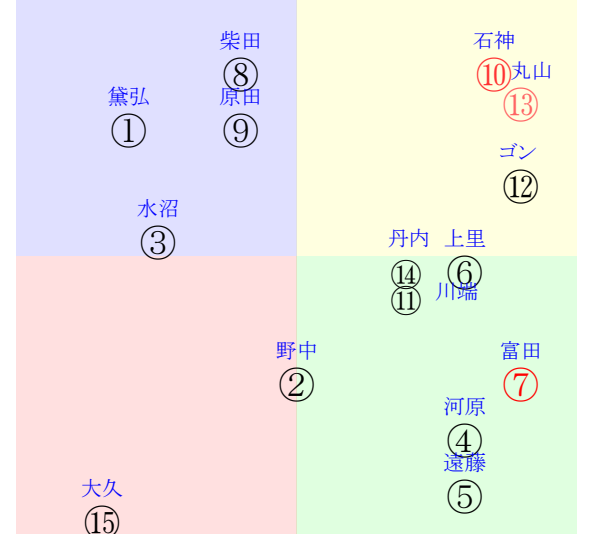 柴田
⑧
石神
⑩
丸山
⑬
黛弘
①
原田
⑨
ゴン
⑫
水沼
③
丹内
⑭
上里
⑥
⑪
川端
野中
②
富田
⑦
河原
④
遠藤
⑤
大久
⑮